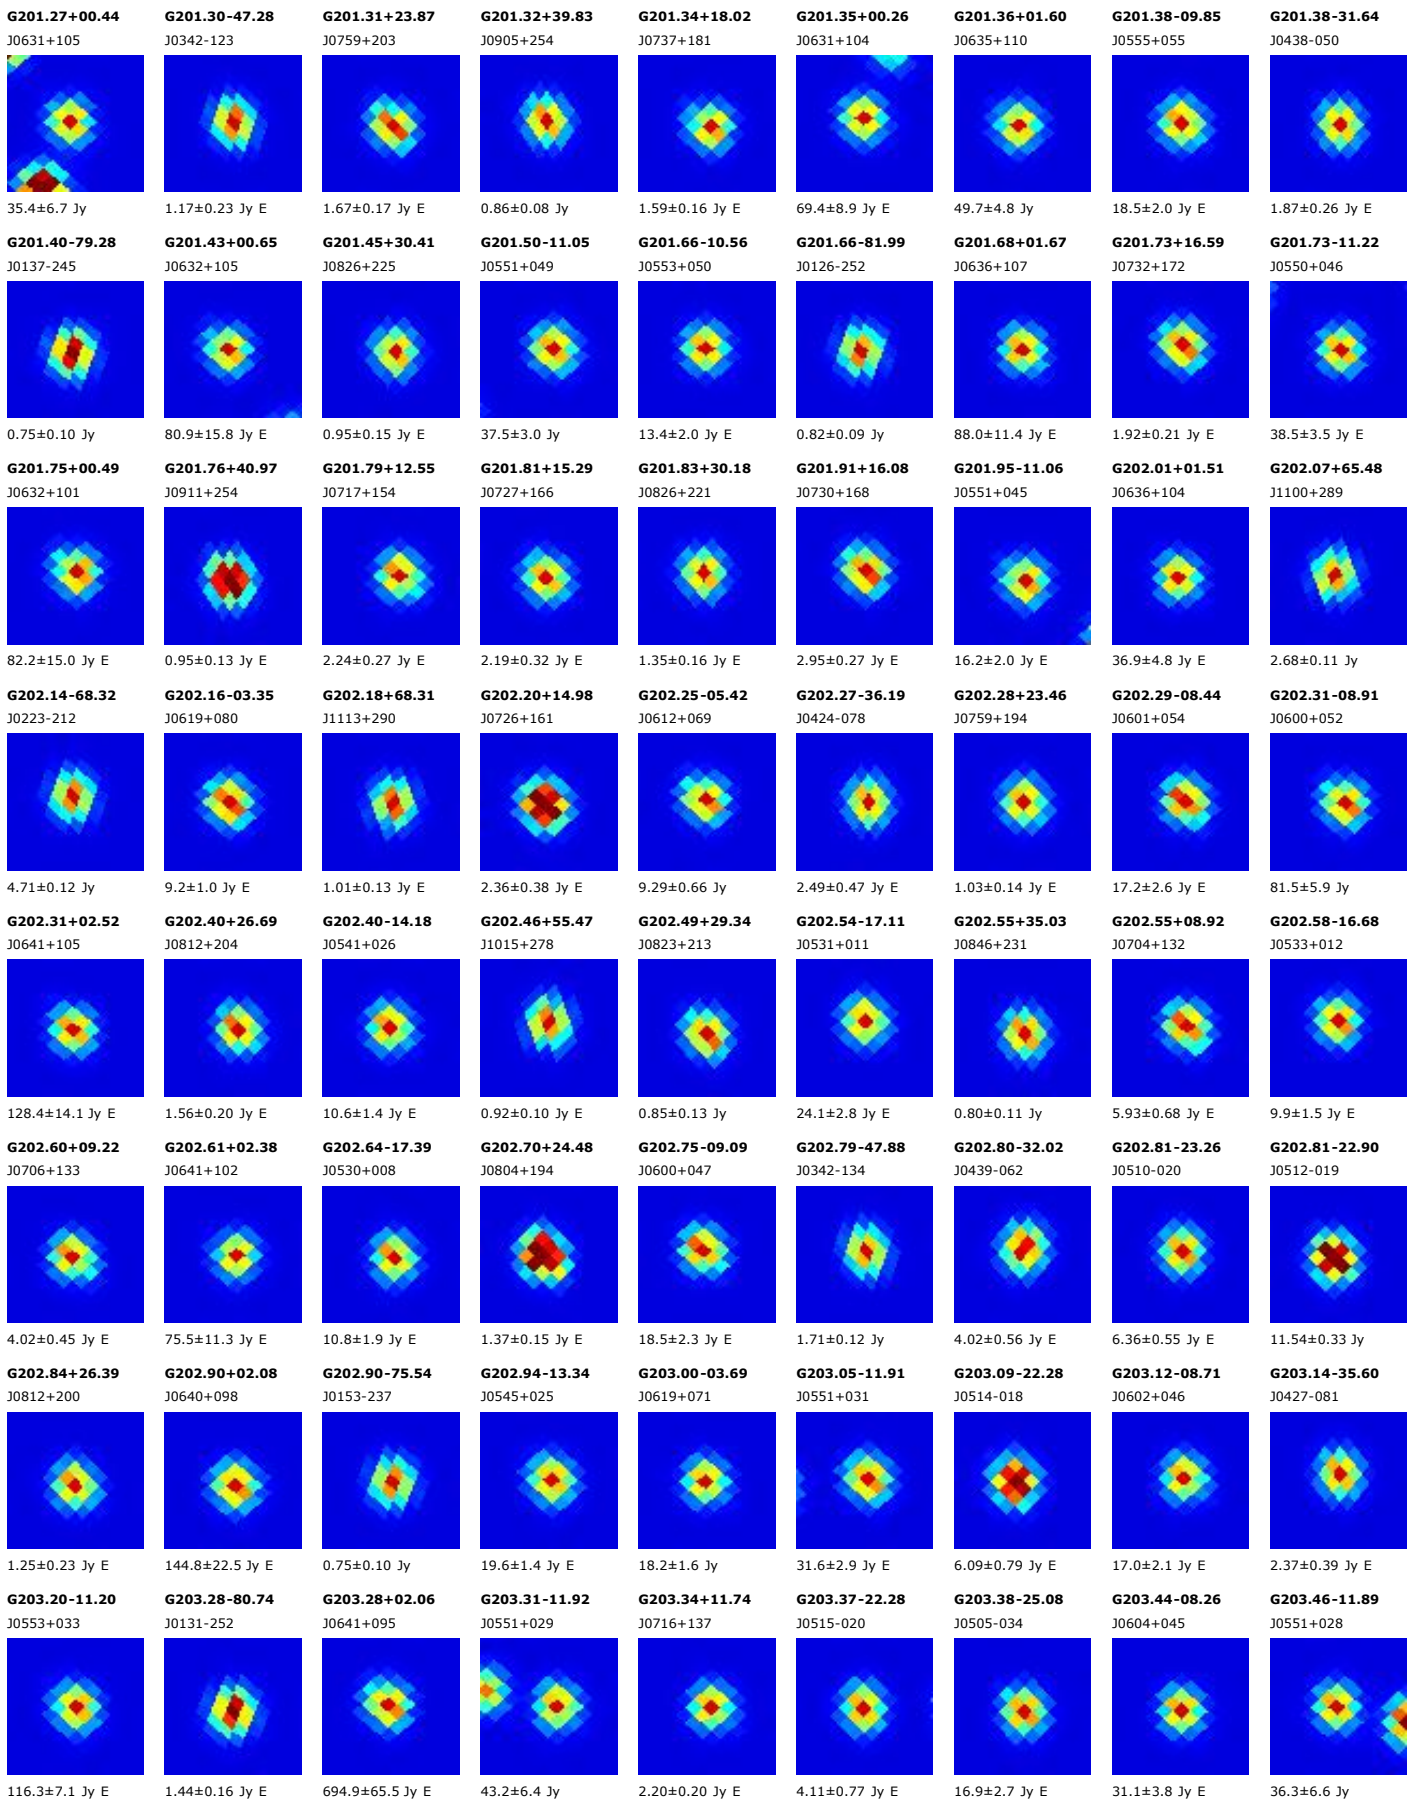 G201.27+00.44 G201.30-47.28 G201.31+23.87 G201.32+39.83 G201.34+18.02 G201.35+00.26 G201.36+01.60 G201.38-09.85 G201.38-31.64
J0631+105 J0342-123 J0759+203 J0905+254 J0737+181 J0631+104 J0635+110 J0555+055 J0438-050
35.4±6.7 Jy 1.17±0.23 Jy E 1.67±0.17 Jy E 0.86±0.08 Jy 1.59±0.16 Jy E 69.4±8.9 Jy E 49.7±4.8 Jy 18.5±2.0 Jy E 1.87±0.26 Jy E
G201.40-79.28 G201.43+00.65 G201.45+30.41 G201.50-11.05 G201.66-10.56 G201.66-81.99 G201.68+01.67 G201.73+16.59 G201.73-11.22
J0137-245 J0632+105 J0826+225 J0551+049 J0553+050 J0126-252 J0636+107 J0732+172 J0550+046
0.75±0.10 Jy 80.9±15.8 Jy E 0.95±0.15 Jy E 37.5±3.0 Jy 13.4±2.0 Jy E 0.82±0.09 Jy 88.0±11.4 Jy E 1.92±0.21 Jy E 38.5±3.5 Jy E
G201.75+00.49 G201.76+40.97 G201.79+12.55 G201.81+15.29 G201.83+30.18 G201.91+16.08 G201.95-11.06 G202.01+01.51 G202.07+65.48
J0632+101 J0911+254 J0717+154 J0727+166 J0826+221 J0730+168 J0551+045 J0636+104 J1100+289
82.2±15.0 Jy E 0.95±0.13 Jy E 2.24±0.27 Jy E 2.19±0.32 Jy E 1.35±0.16 Jy E 2.95±0.27 Jy E 16.2±2.0 Jy E 36.9±4.8 Jy E 2.68±0.11 Jy
G202.14-68.32 G202.16-03.35 G202.18+68.31 G202.20+14.98 G202.25-05.42 G202.27-36.19 G202.28+23.46 G202.29-08.44 G202.31-08.91
J0223-212 J0619+080 J1113+290 J0726+161 J0612+069 J0424-078 J0759+194 J0601+054 J0600+052
4.71±0.12 Jy 9.2±1.0 Jy E 1.01±0.13 Jy E 2.36±0.38 Jy E 9.29±0.66 Jy 2.49±0.47 Jy E 1.03±0.14 Jy E 17.2±2.6 Jy E 81.5±5.9 Jy
G202.31+02.52 G202.40+26.69 G202.40-14.18 G202.46+55.47 G202.49+29.34 G202.54-17.11 G202.55+35.03 G202.55+08.92 G202.58-16.68
J0641+105 J0812+204 J0541+026 J1015+278 J0823+213 J0531+011 J0846+231 J0704+132 J0533+012
128.4±14.1 Jy E 1.56±0.20 Jy E 10.6±1.4 Jy E 0.92±0.10 Jy E 0.85±0.13 Jy 24.1±2.8 Jy E 0.80±0.11 Jy 5.93±0.68 Jy E 9.9±1.5 Jy E
G202.60+09.22 G202.61+02.38 G202.64-17.39 G202.70+24.48 G202.75-09.09 G202.79-47.88 G202.80-32.02 G202.81-23.26 G202.81-22.90
J0706+133 J0641+102 J0530+008 J0804+194 J0600+047 J0342-134 J0439-062 J0510-020 J0512-019
4.02±0.45 Jy E 75.5±11.3 Jy E 10.8±1.9 Jy E 1.37±0.15 Jy E 18.5±2.3 Jy E 1.71±0.12 Jy 4.02±0.56 Jy E 6.36±0.55 Jy E 11.54±0.33 Jy
G202.84+26.39 G202.90+02.08 G202.90-75.54 G202.94-13.34 G203.00-03.69 G203.05-11.91 G203.09-22.28 G203.12-08.71 G203.14-35.60
J0812+200 J0640+098 J0153-237 J0545+025 J0619+071 J0551+031 J0514-018 J0602+046 J0427-081
1.25±0.23 Jy E 144.8±22.5 Jy E 0.75±0.10 Jy 19.6±1.4 Jy E 18.2±1.6 Jy 31.6±2.9 Jy E 6.09±0.79 Jy E 17.0±2.1 Jy E 2.37±0.39 Jy E
G203.20-11.20 G203.28-80.74 G203.28+02.06 G203.31-11.92 G203.34+11.74 G203.37-22.28 G203.38-25.08 G203.44-08.26 G203.46-11.89
J0553+033 J0131-252 J0641+095 J0551+029 J0716+137 J0515-020 J0505-034 J0604+045 J0551+028
116.3±7.1 Jy E 1.44±0.16 Jy E 694.9±65.5 Jy E 43.2±6.4 Jy 2.20±0.20 Jy E 4.11±0.77 Jy E 16.9±2.7 Jy E 31.1±3.8 Jy E 36.3±6.6 Jy